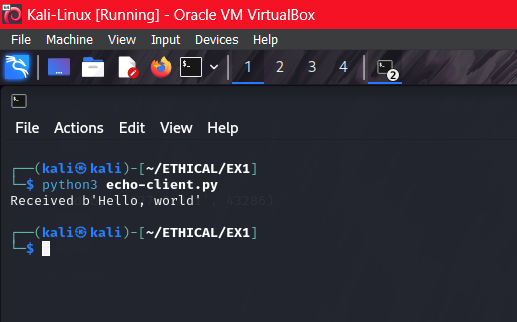 Kali-Linux [Running] - Oracle VM VirtualBox
File Machine View Input Devices Help
1 2 3 4 2
File Actions Edit View Help
┌──(kali㉿kali)-[~/ETHICAL/EX1]
└─$ python3 echo-client.py
Received b'Hello, world'
┌──(kali㉿kali)-[~/ETHICAL/EX1]
└─$